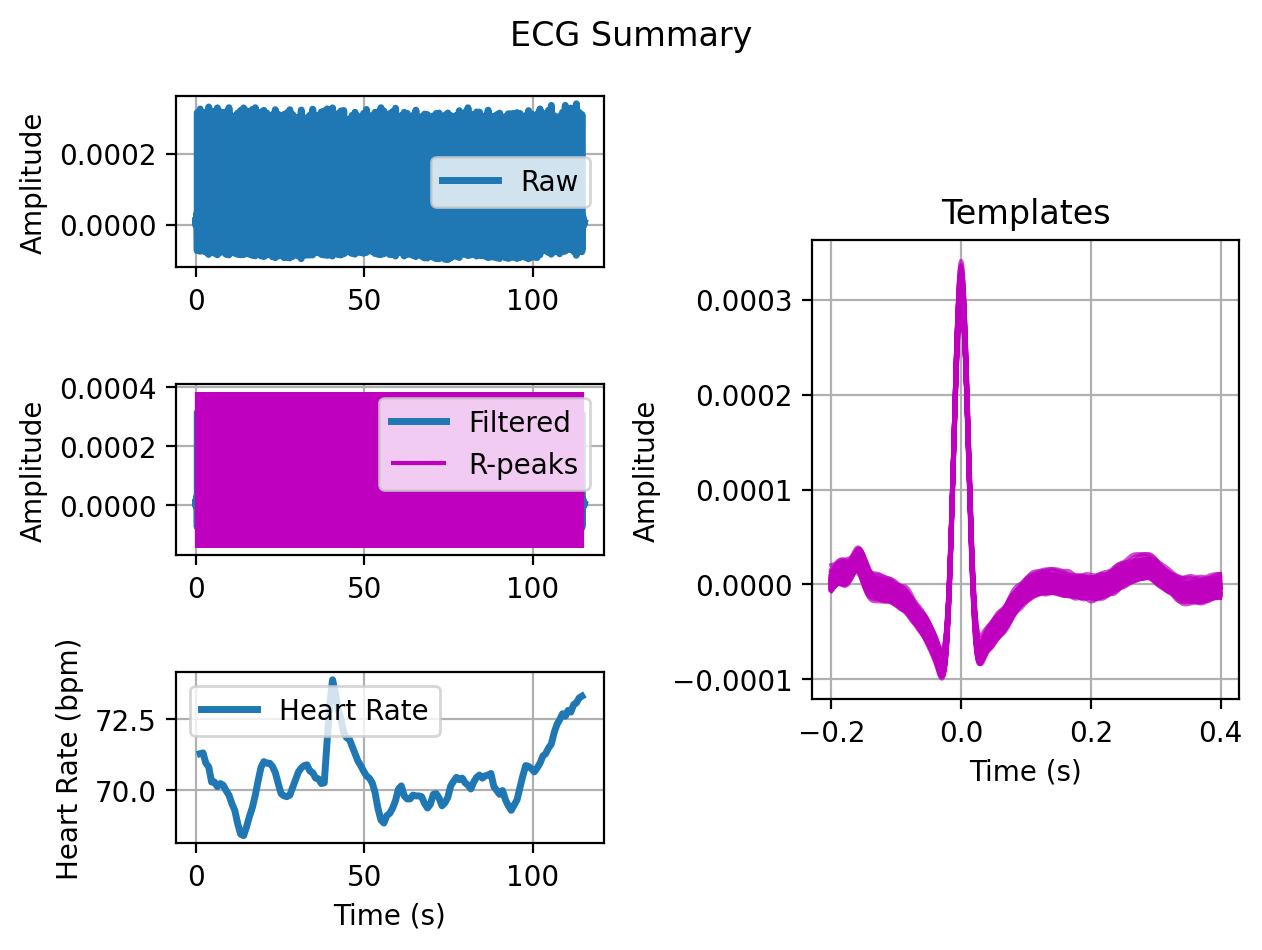 ECG Summary
Amplitude
0.0002
0.0000
Raw
0
50
100
Amplitude
0.0004
0.0002
0.0000
Filtered
R-peaks
0
50
100
Heart Rate (bpm)
72.5
70.0
Heart Rate
0
50
100
Time (s)
Templates
Amplitude
0.0003
0.0002
0.0001
0.0000
−0.0001
−0.2
0.0
0.2
0.4
Time (s)